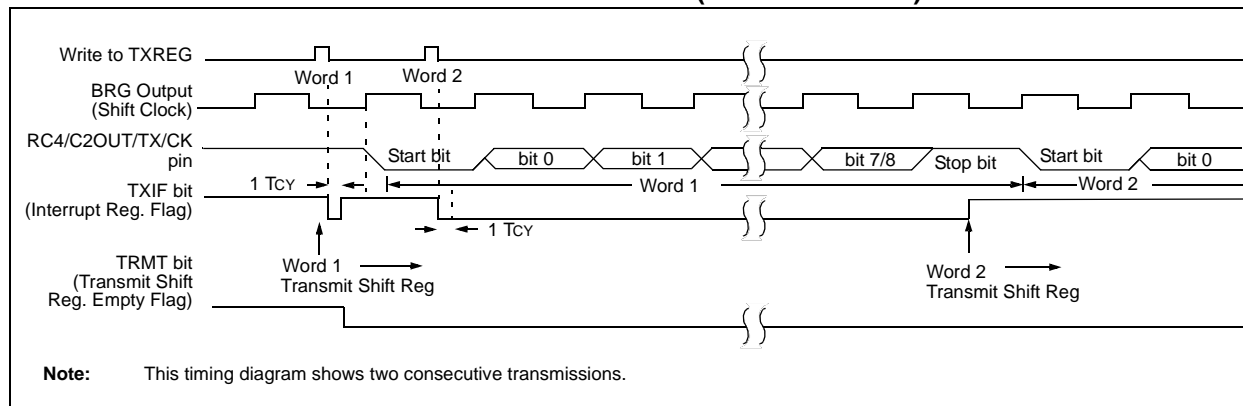 Write to TXREG
Word 1
Word 2
BRG Output
(Shift Clock)
RC4/C2OUT/TX/CK
pin
Start bit
bit 0
bit 1
bit 7/8
Stop bit
Start bit
bit 0
Word 1
Word 2
1 TCY
TXIF bit
(Interrupt Reg. Flag)
1 TCY
Word 1
Transmit Shift Reg
Word 2
Transmit Shift Reg
TRMT bit
(Transmit Shift
Reg. Empty Flag)
Note: This timing diagram shows two consecutive transmissions.